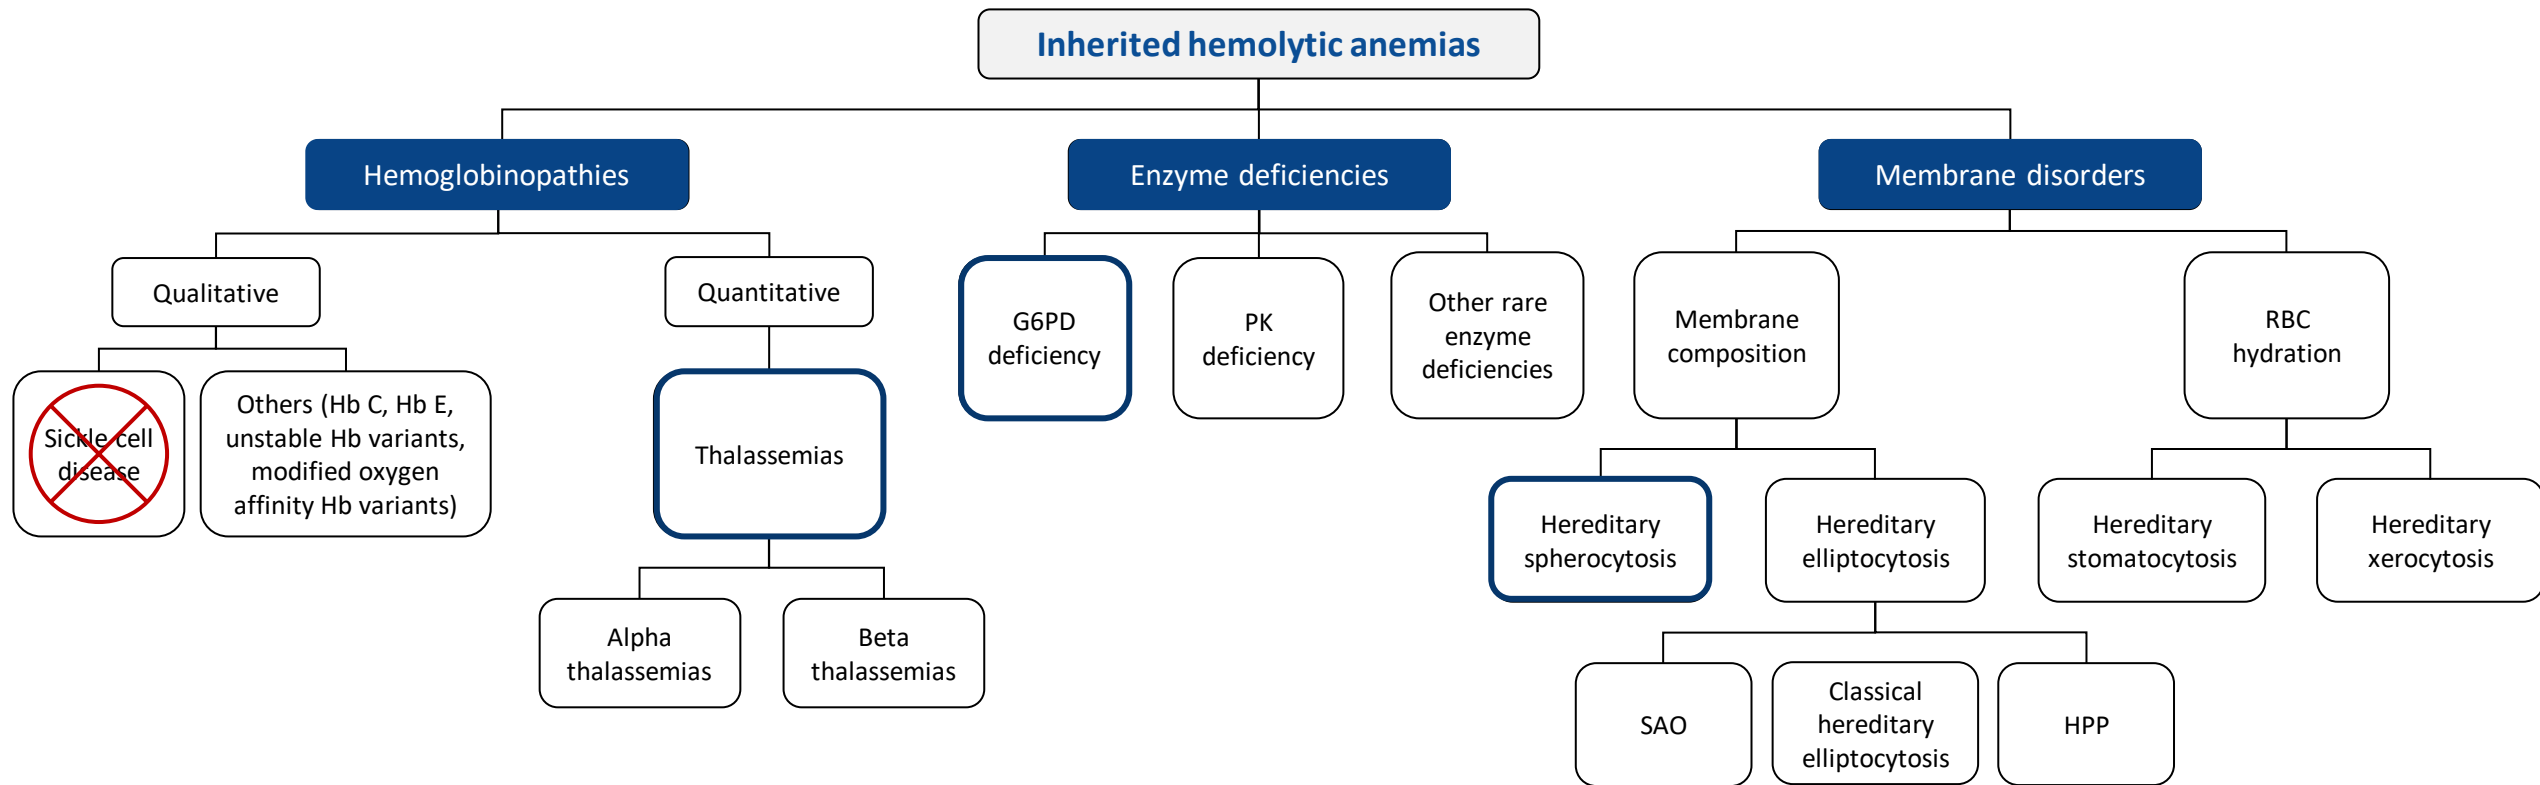 Inherited hemolytic anemias
Hemoglobinopathies
Enzyme deficiencies
Membrane disorders
Qualitative
Quantitative
G6PD
deficiency
PK
deficiency
Other rare
enzyme
deficiencies
Membrane
composition
RBC
hydration
Sickle cell
disease
Others (Hb C, Hb E,
unstable Hb variants,
modified oxygen
affinity Hb variants)
Thalassemias
Hereditary
spherocytosis
Hereditary
elliptocytosis
Hereditary
stomatocytosis
Hereditary
xerocytosis
Alpha
thalassemias
Beta
thalassemias
SAO
Classical
hereditary
elliptocytosis
HPP